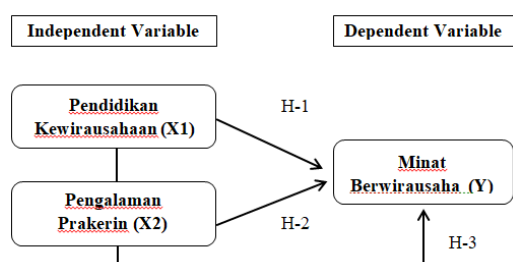 Independent Variable
Dependent Variable
Pendidikan
Kewirausahaan (X1)
H-1
Minat
Berwirausaha (Y)
Pengalaman
Prakerin (X2)
H-2
H-3